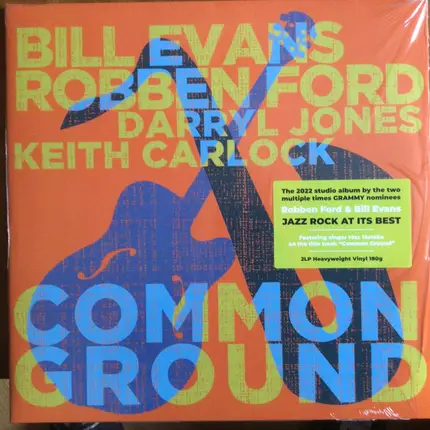 BILL EVANS
ROBBEN FORD
DARRYL JONES
KEITH CARLOCK
The 2022 studio album by the two
multiple times GRAMMY nominees
Robben Ford & Bill Evans
JAZZ ROCK AT ITS BEST
Featuring singer Max Mutzke
on the title track "Common Ground"
2LP Heavyweight Vinyl 180g
COMMON
GROUND